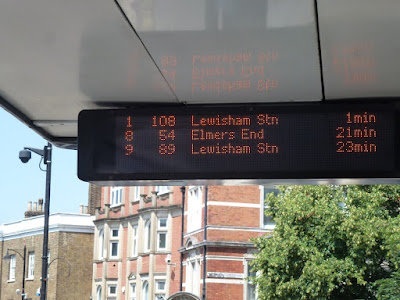 1 108 Lewisham Stn 1min
8 54 Elmers End 21min
9 89 Lewisham Stn 23min